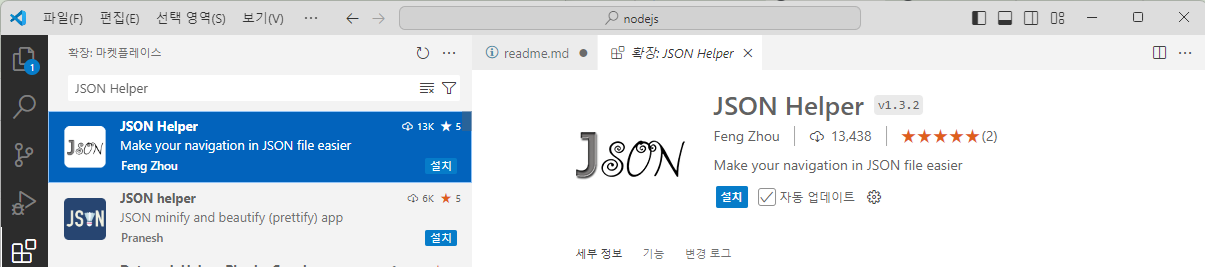 파일(F) 편집(E) 선택 영역(S) 보기(V) ··· nodejs
확장: 마켓플레이스
readme.md 확장: JSON Helper
1
JSON Helper
JSON Helper 13K 5
Make your navigation in JSON file easier
Feng Zhou 설치
JSON
JSON helper 6K 5
JSON minify and beautify (prettify) app
Pranesh 설치
JSON
JSON
JSON Helper v1.3.2
Feng Zhou 13,438 ★★★★★(2)
Make your navigation in JSON file easier
설치 자동 업데이트
세부 정보 기능 변경 로그